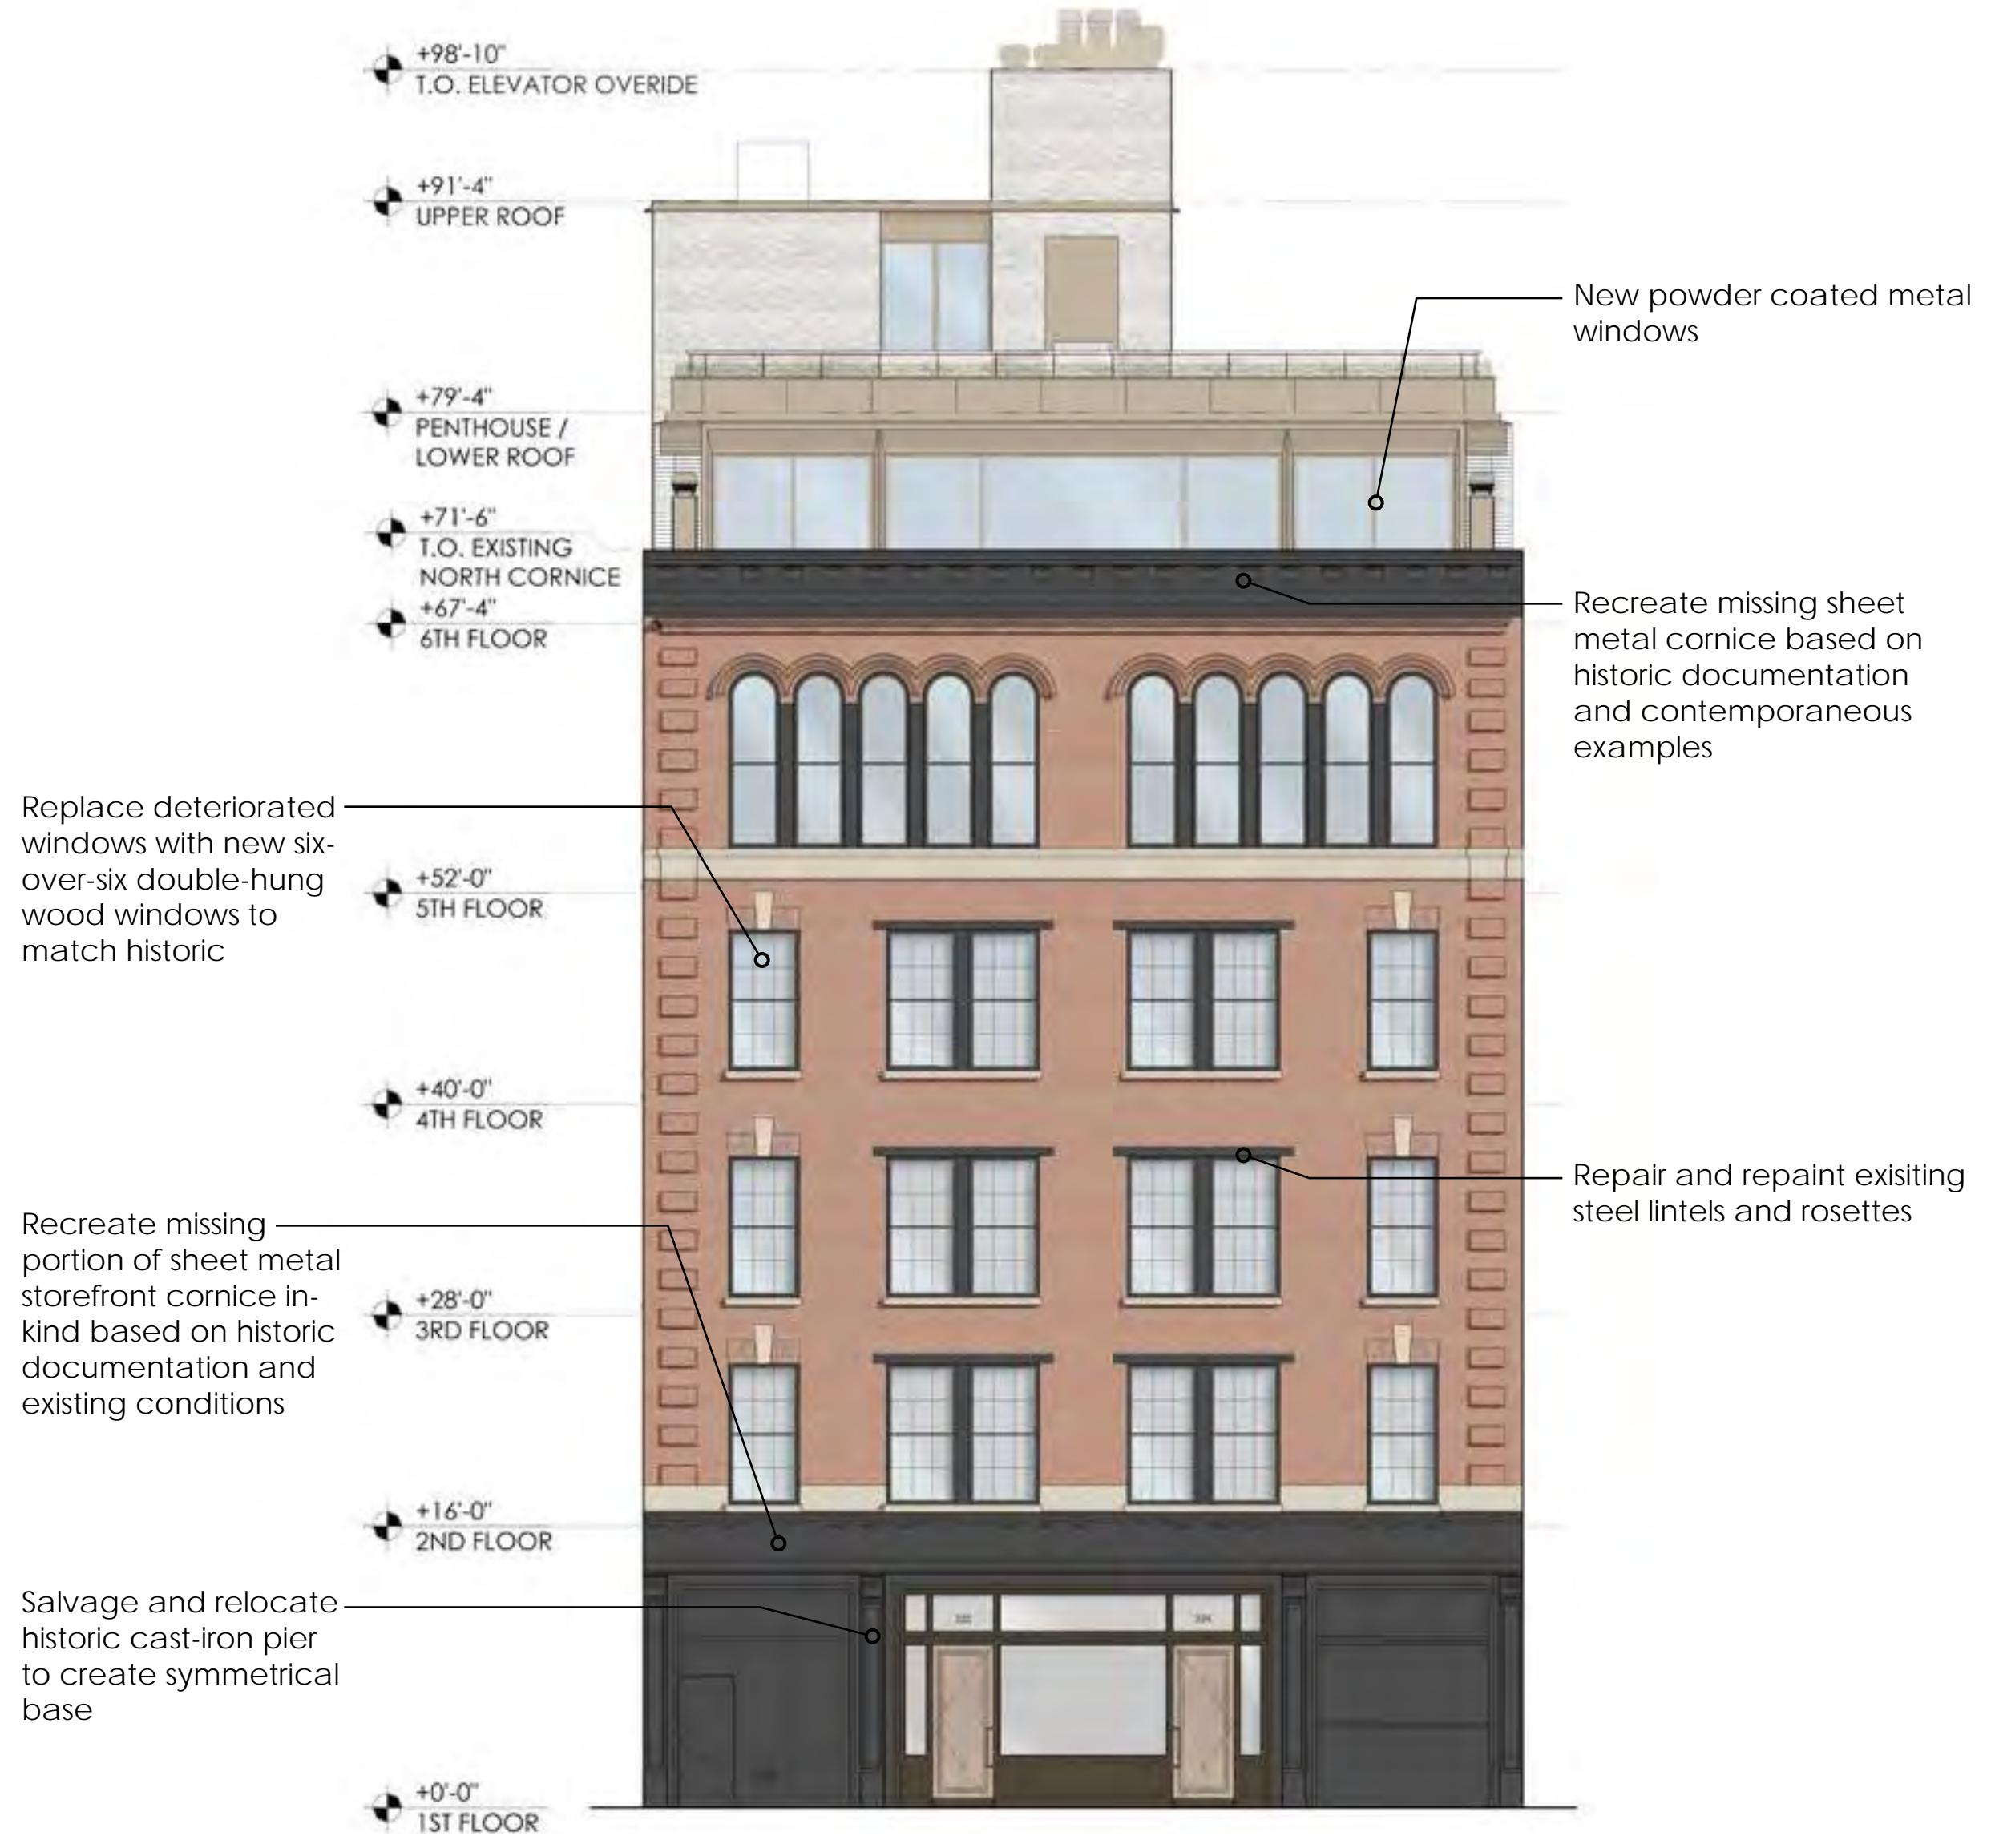 +98'-10"
T.O. ELEVATOR OVERIDE
+91'-4"
UPPER ROOF
New powder coated metal
windows
+79'-4"
PENTHOUSE /
LOWER ROOF
+71'-6"
T.O. EXISTING
NORTH CORNICE
+67'-4"
6TH FLOOR
Recreate missing sheet
metal cornice based on
historic documentation
and contemporaneous
examples
Replace deteriorated
windows with new six-
over-six double-hung
wood windows to
match historic
+52'-0"
5TH FLOOR
+40'-0"
4TH FLOOR
Repair and repaint exisiting
steel lintels and rosettes
Recreate missing
portion of sheet metal
storefront cornice in-
kind based on historic
documentation and
existing conditions
+28'-0"
3RD FLOOR
+16'-0"
2ND FLOOR
Salvage and relocate
historic cast-iron pier
to create symmetrical
base
+0'-0"
1ST FLOOR